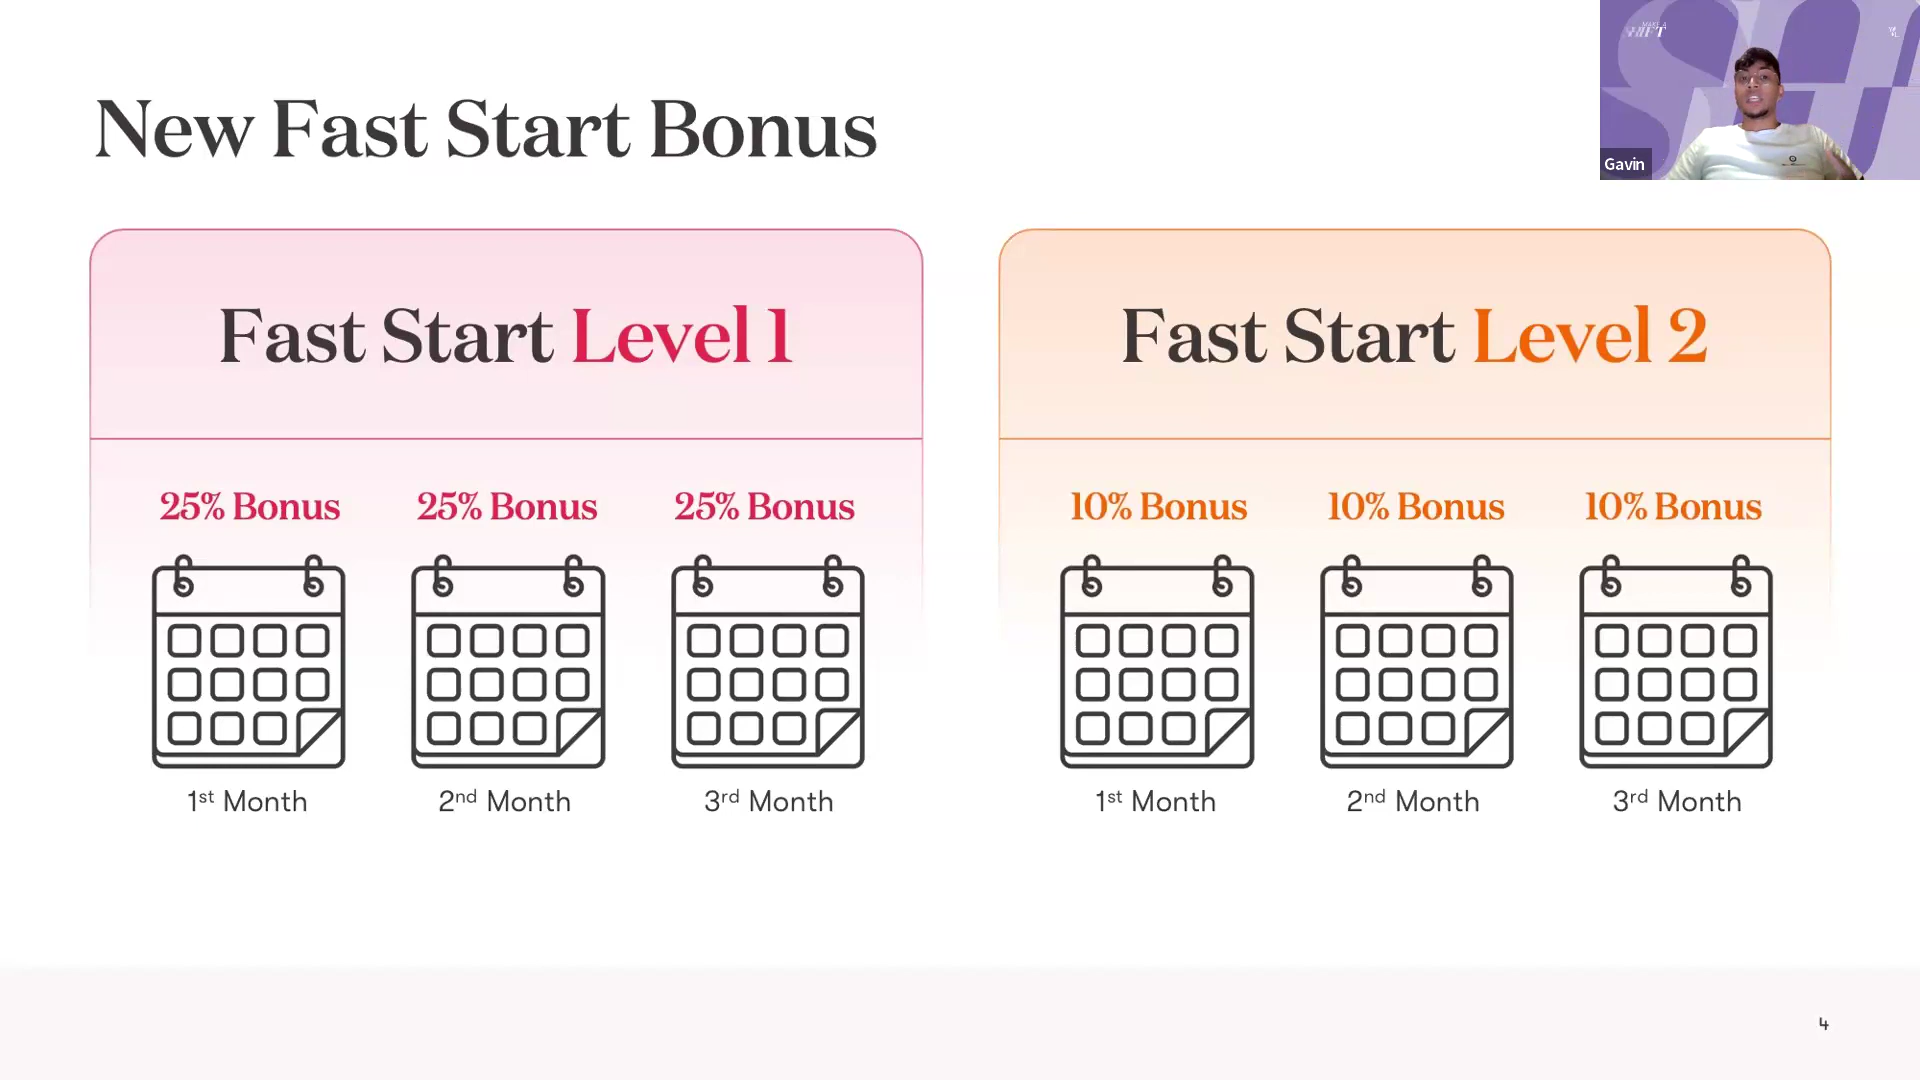 MAKE A
SHIFT
Gavin
New Fast Start Bonus
Fast Start Level 1
25% Bonus 25% Bonus 25% Bonus
1st Month 2nd Month 3rd Month
Fast Start Level 2
10% Bonus 10% Bonus 10% Bonus
1st Month 2nd Month 3rd Month
4